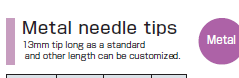 Metal needle tips
13mm tip long as a standard
and other length can be customized.
Metal